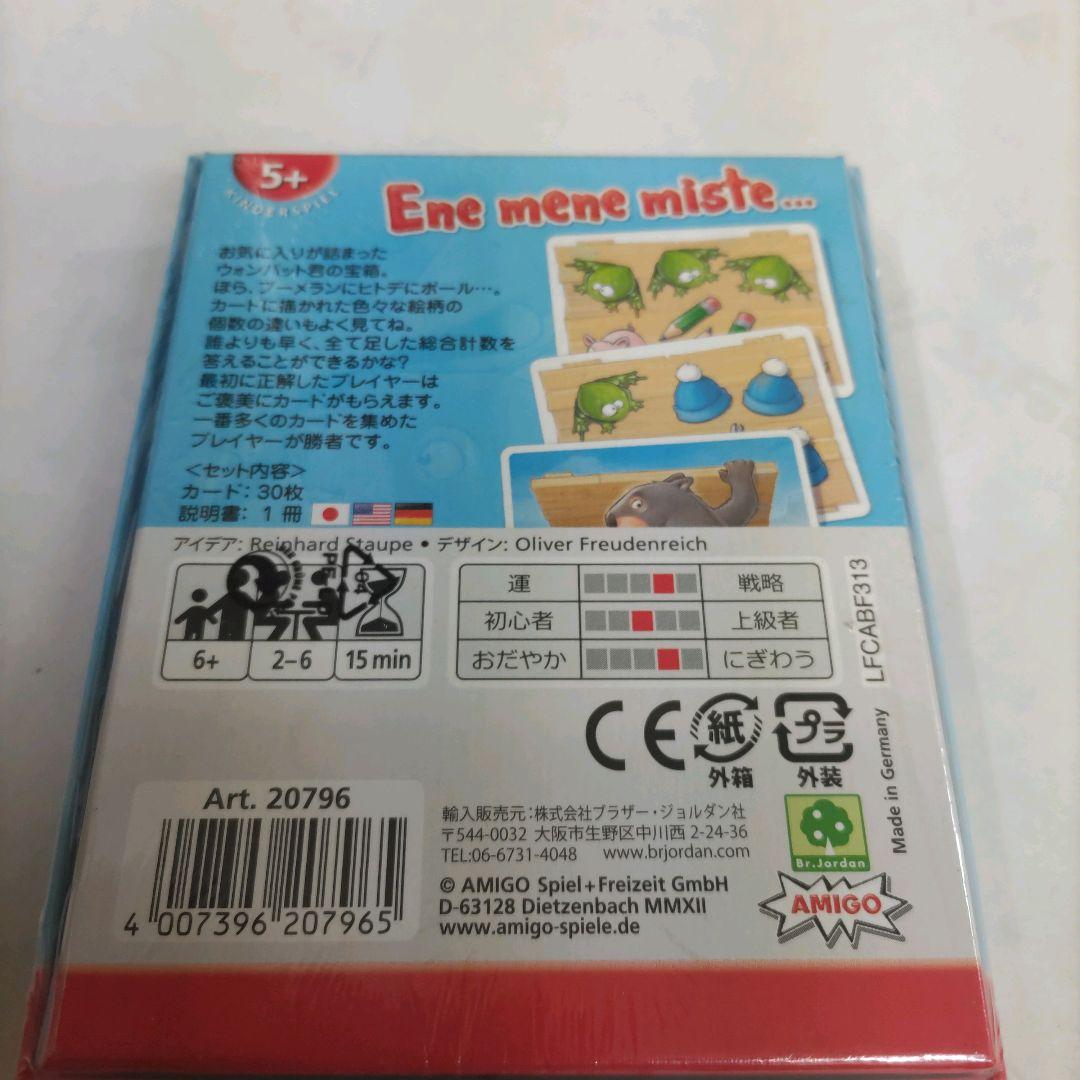 5+
KINDERSPIEL
Ene mene miste...
お気に入りが詰まった
ウォンバット君の宝箱。
ほら、ブーメランにヒトデにボール…。
カードに描かれた色々な絵柄の
個数の違いもよく見てね。
誰よりも早く、全て足した総合計数を
答えることができるかな?
最初に正解したプレイヤーは
ご褒美にカードがもらえます。
一番多くのカードを集めた
プレイヤーが勝者です。
<セット内容>
カード: 30枚
説明書: 1 冊
アイデア: Reinhard Staupe • デザイン: Oliver Freudenreich
6+ 2–6 15 min
運 戦略
初心者 上級者
おだやか にぎわう
LFCABF313
CE 紙 プラ
外箱 外装
Made in Germany
Art. 20796
4 007396 207965
輸入販売元:株式会社ブラザー・ジョルダン社
〒544-0032 大阪市生野区中川西 2-24-36
TEL:06-6731-4048 www.brjordan.com
Br.Jordan
© AMIGO Spiel+Freizeit GmbH
D-63128 Dietzenbach MMXII
www.amigo-spiele.de
AMIGO